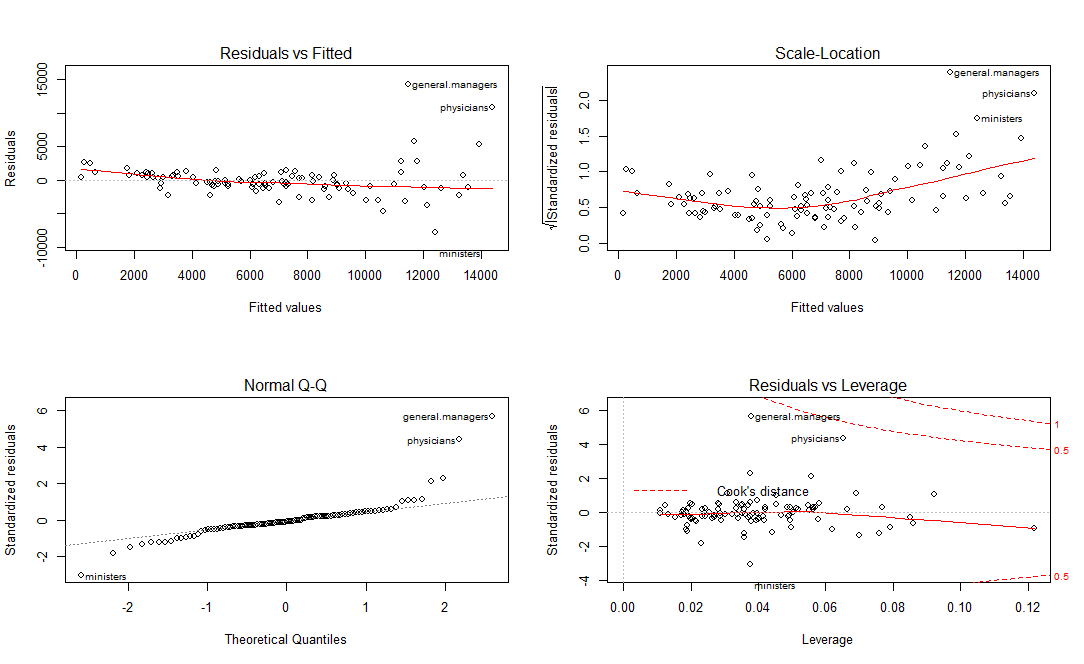 Residuals vs Fitted
Residuals
15000
5000
0
-10000
general.managers
physicians
ministers
0 2000 4000 6000 8000 10000 12000 14000
Fitted values
Scale-Location
√|Standardized residuals|
2.0
1.5
1.0
0.5
0.0
general.managers
physicians
ministers
0 2000 4000 6000 8000 10000 12000 14000
Fitted values
Normal Q-Q
Standardized residuals
6
4
2
0
-2
general.managers
physicians
ministers
-2 -1 0 1 2
Theoretical Quantiles
Residuals vs Leverage
Standardized residuals
6
4
2
0
-2
-4
general.managers
physicians
Cook's distance
ministers
1
0.5
0.5
0.00 0.02 0.04 0.06 0.08 0.10 0.12
Leverage